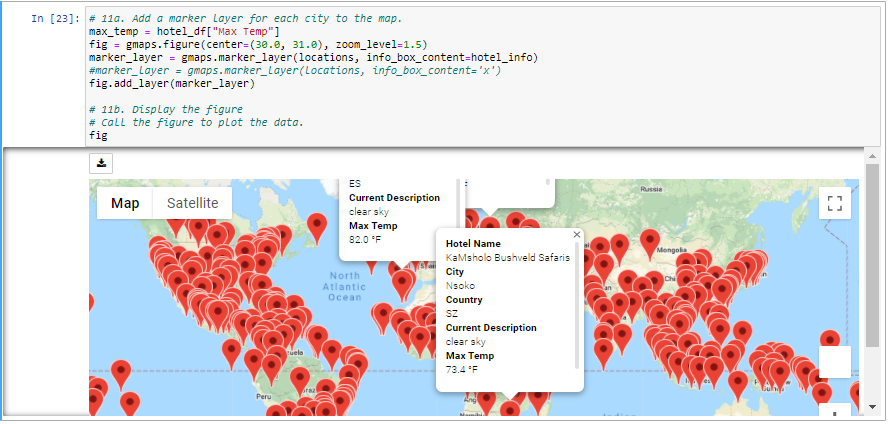 In [23]:
# 11a. Add a marker layer for each city to the map.
max_temp = hotel_df["Max Temp"]
fig = gmaps.figure(center=(30.0, 31.0), zoom_level=1.5)
marker_layer = gmaps.marker_layer(locations, info_box_content=hotel_info)
#marker_layer = gmaps.marker_layer(locations, info_box_content='x')
fig.add_layer(marker_layer)
# 11b. Display the figure
# Call the figure to plot the data.
fig
Map
Satellite
ES
Current Description
clear sky
Max Temp
82.0 °F
Hotel Name
KaMsholo Bushveld Safaris
City
Nsoko
Country
SZ
Current Description
clear sky
Max Temp
73.4 °F
Russia
Mongolia
North
Atlantic
Ocean
Peru